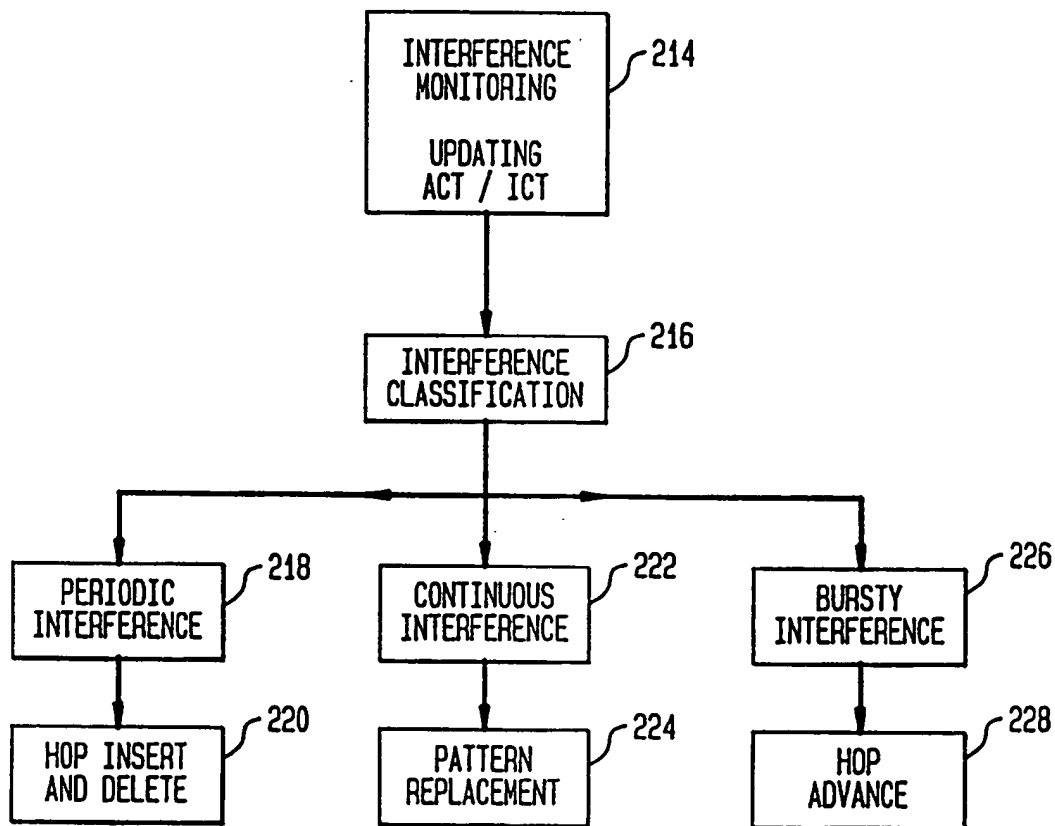 INTERFERENCE
MONITORING
UPDATING
ACT / ICT
214
INTERFERENCE
CLASSIFICATION
216
PERIODIC
INTERFERENCE
218
CONTINUOUS
INTERFERENCE
222
BURSTY
INTERFERENCE
226
HOP INSERT
AND DELETE
220
PATTERN
REPLACEMENT
224
HOP
ADVANCE
228